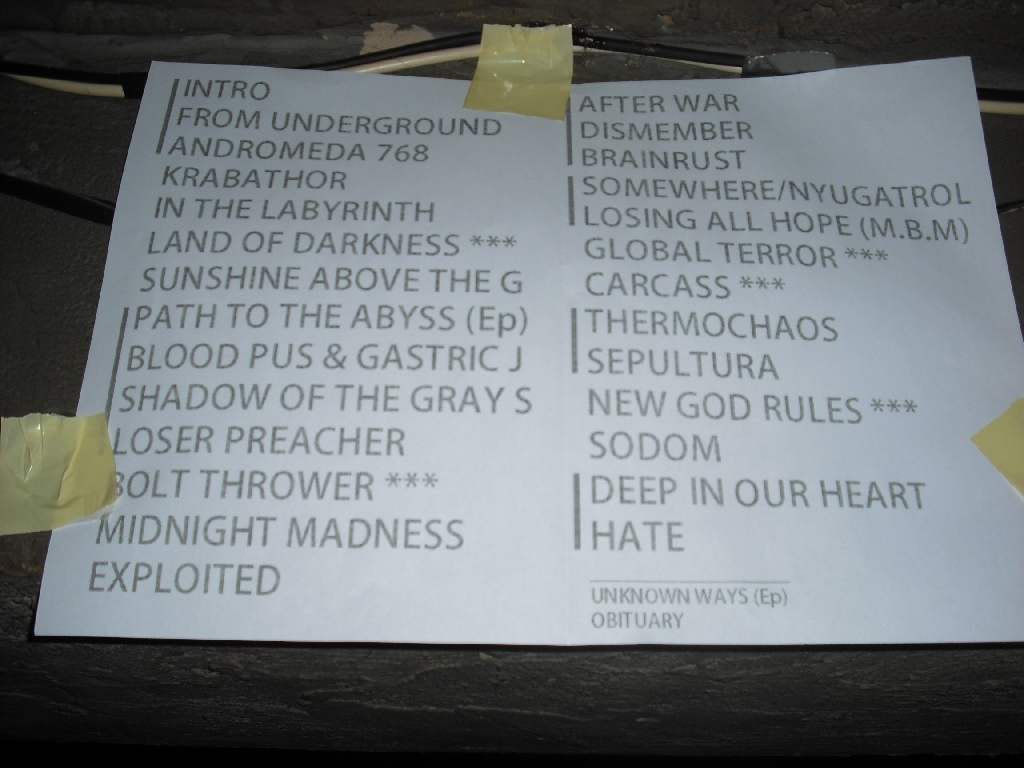 INTRO
FROM UNDERGROUND
ANDROMEDA 768
KRABATHOR
IN THE LABYRINTH
LAND OF DARKNESS ***
SUNSHINE ABOVE THE G
PATH TO THE ABYSS (Ep)
BLOOD PUS & GASTRIC J
SHADOW OF THE GRAY S
LOSER PREACHER
BOLT THROWER ***
MIDNIGHT MADNESS
EXPLOITED
AFTER WAR
DISMEMBER
BRAINRUST
SOMEWHERE/NYUGATROL
LOSING ALL HOPE (M.B.M)
GLOBAL TERROR ***
CARCASS ***
THERMOCHAOS
SEPULTURA
NEW GOD RULES ***
SODOM
DEEP IN OUR HEART
HATE
UNKNOWN WAYS (Ep)
OBITUARY